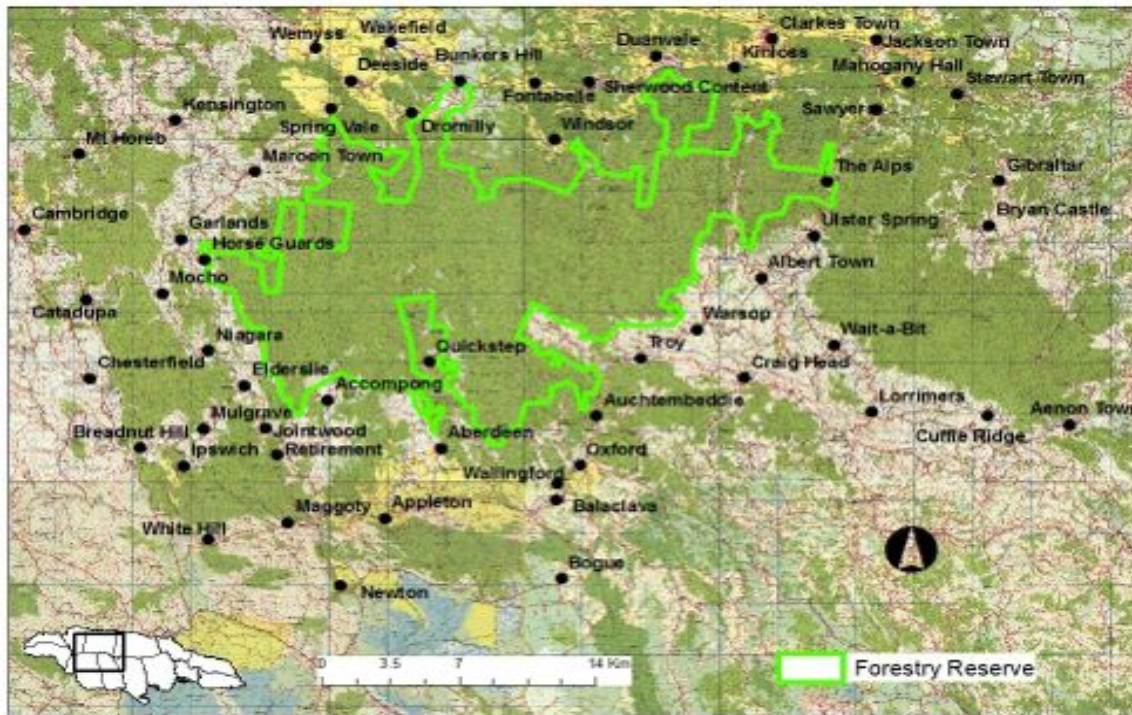 Clarkes Town
Wakefield
Wemyss
Duanvale
Jackson Town
Kinloss
Bunkers Hill
Deeside
Mahogany Hall
Stewart Town
Fontabelle
Sherwood Content
Kensington
Sawyers
Spring Vale
Dromilly
Windsor
Mt Horeb
Maroon Town
The Alps
Gibraltar
Cambridge
Garlands
Ulster Spring
Bryan Castle
Horse Guards
Mocho
Albert Town
Catadupa
Warsop
Wait-a-Bit
Niagara
Troy
Chesterfield
Quickstep
Craig Head
Elderslie
Accompong
Mulgrave
Auchtembeddie
Lorrimers
Aenon Town
Breadnut Hill
Jointwood
Aberdeen
Cuffie Ridge
Ipswich
Retirement
Oxford
Wallingford
Maggoty
Appleton
Balaclava
White Hill
Bogue
Newton
0 3.5 7 14 Km
Forestry Reserve